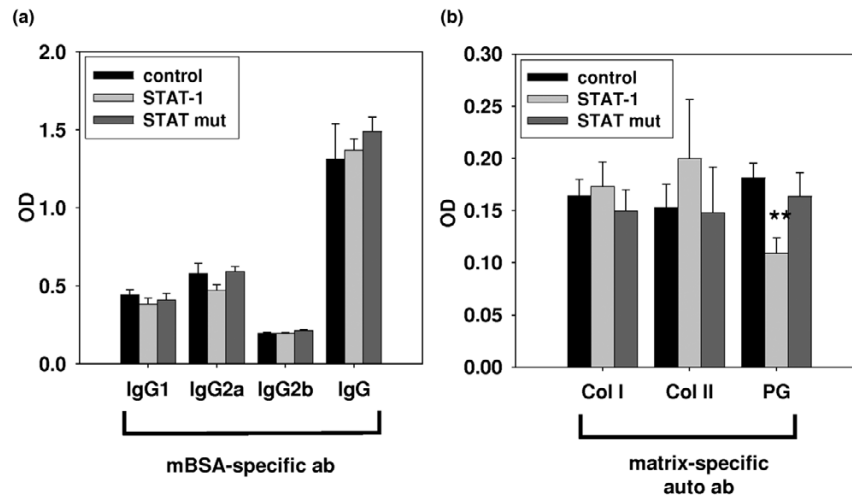 (a)
2.0
1.5
1.0
0.5
0.0
OD
control
STAT-1
STAT mut
IgG1 IgG2a IgG2b IgG
mBSA-specific ab
(b)
0.30
0.25
0.20
0.15
0.10
0.05
0.00
OD
control
STAT-1
STAT mut
**
Col I Col II PG
matrix-specific
auto ab